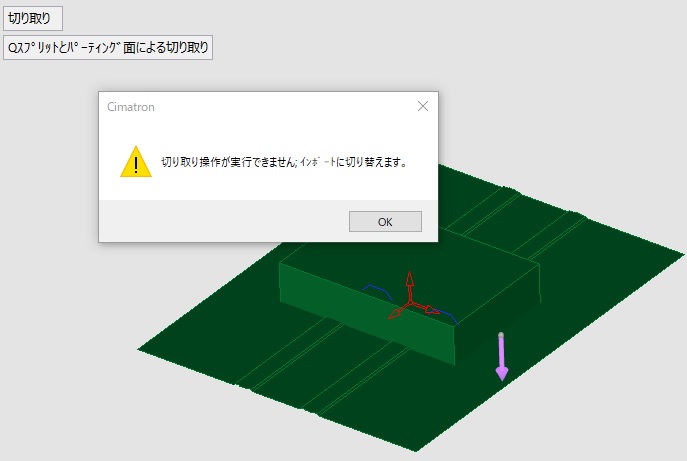 切り取り
Qｽﾌﾟﾘｯﾄとﾊﾟｰﾃｨﾝｸﾞ面による切り取り
Cimatron
切り取り操作が実行できません; ｲﾝﾎﾟｰﾄに切り替えます。
OK